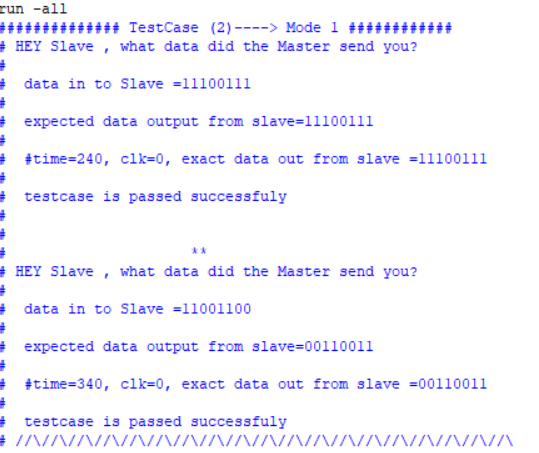 run -all
############## TestCase (2)----> Mode 1 ############
# HEY Slave , what data did the Master send you?
#
#  data in to Slave =11100111
#
#  expected data output from slave=11100111
#
#  #time=240, clk=0, exact data out from slave =11100111
#
#  testcase is passed successfuly
#
#
#                    **
# HEY Slave , what data did the Master send you?
#
#  data in to Slave =11001100
#
#  expected data output from slave=00110011
#
#  #time=340, clk=0, exact data out from slave =00110011
#
#  testcase is passed successfuly
# //\//\//\//\//\//\//\//\//\//\//\//\//\//\//\//\//\//\